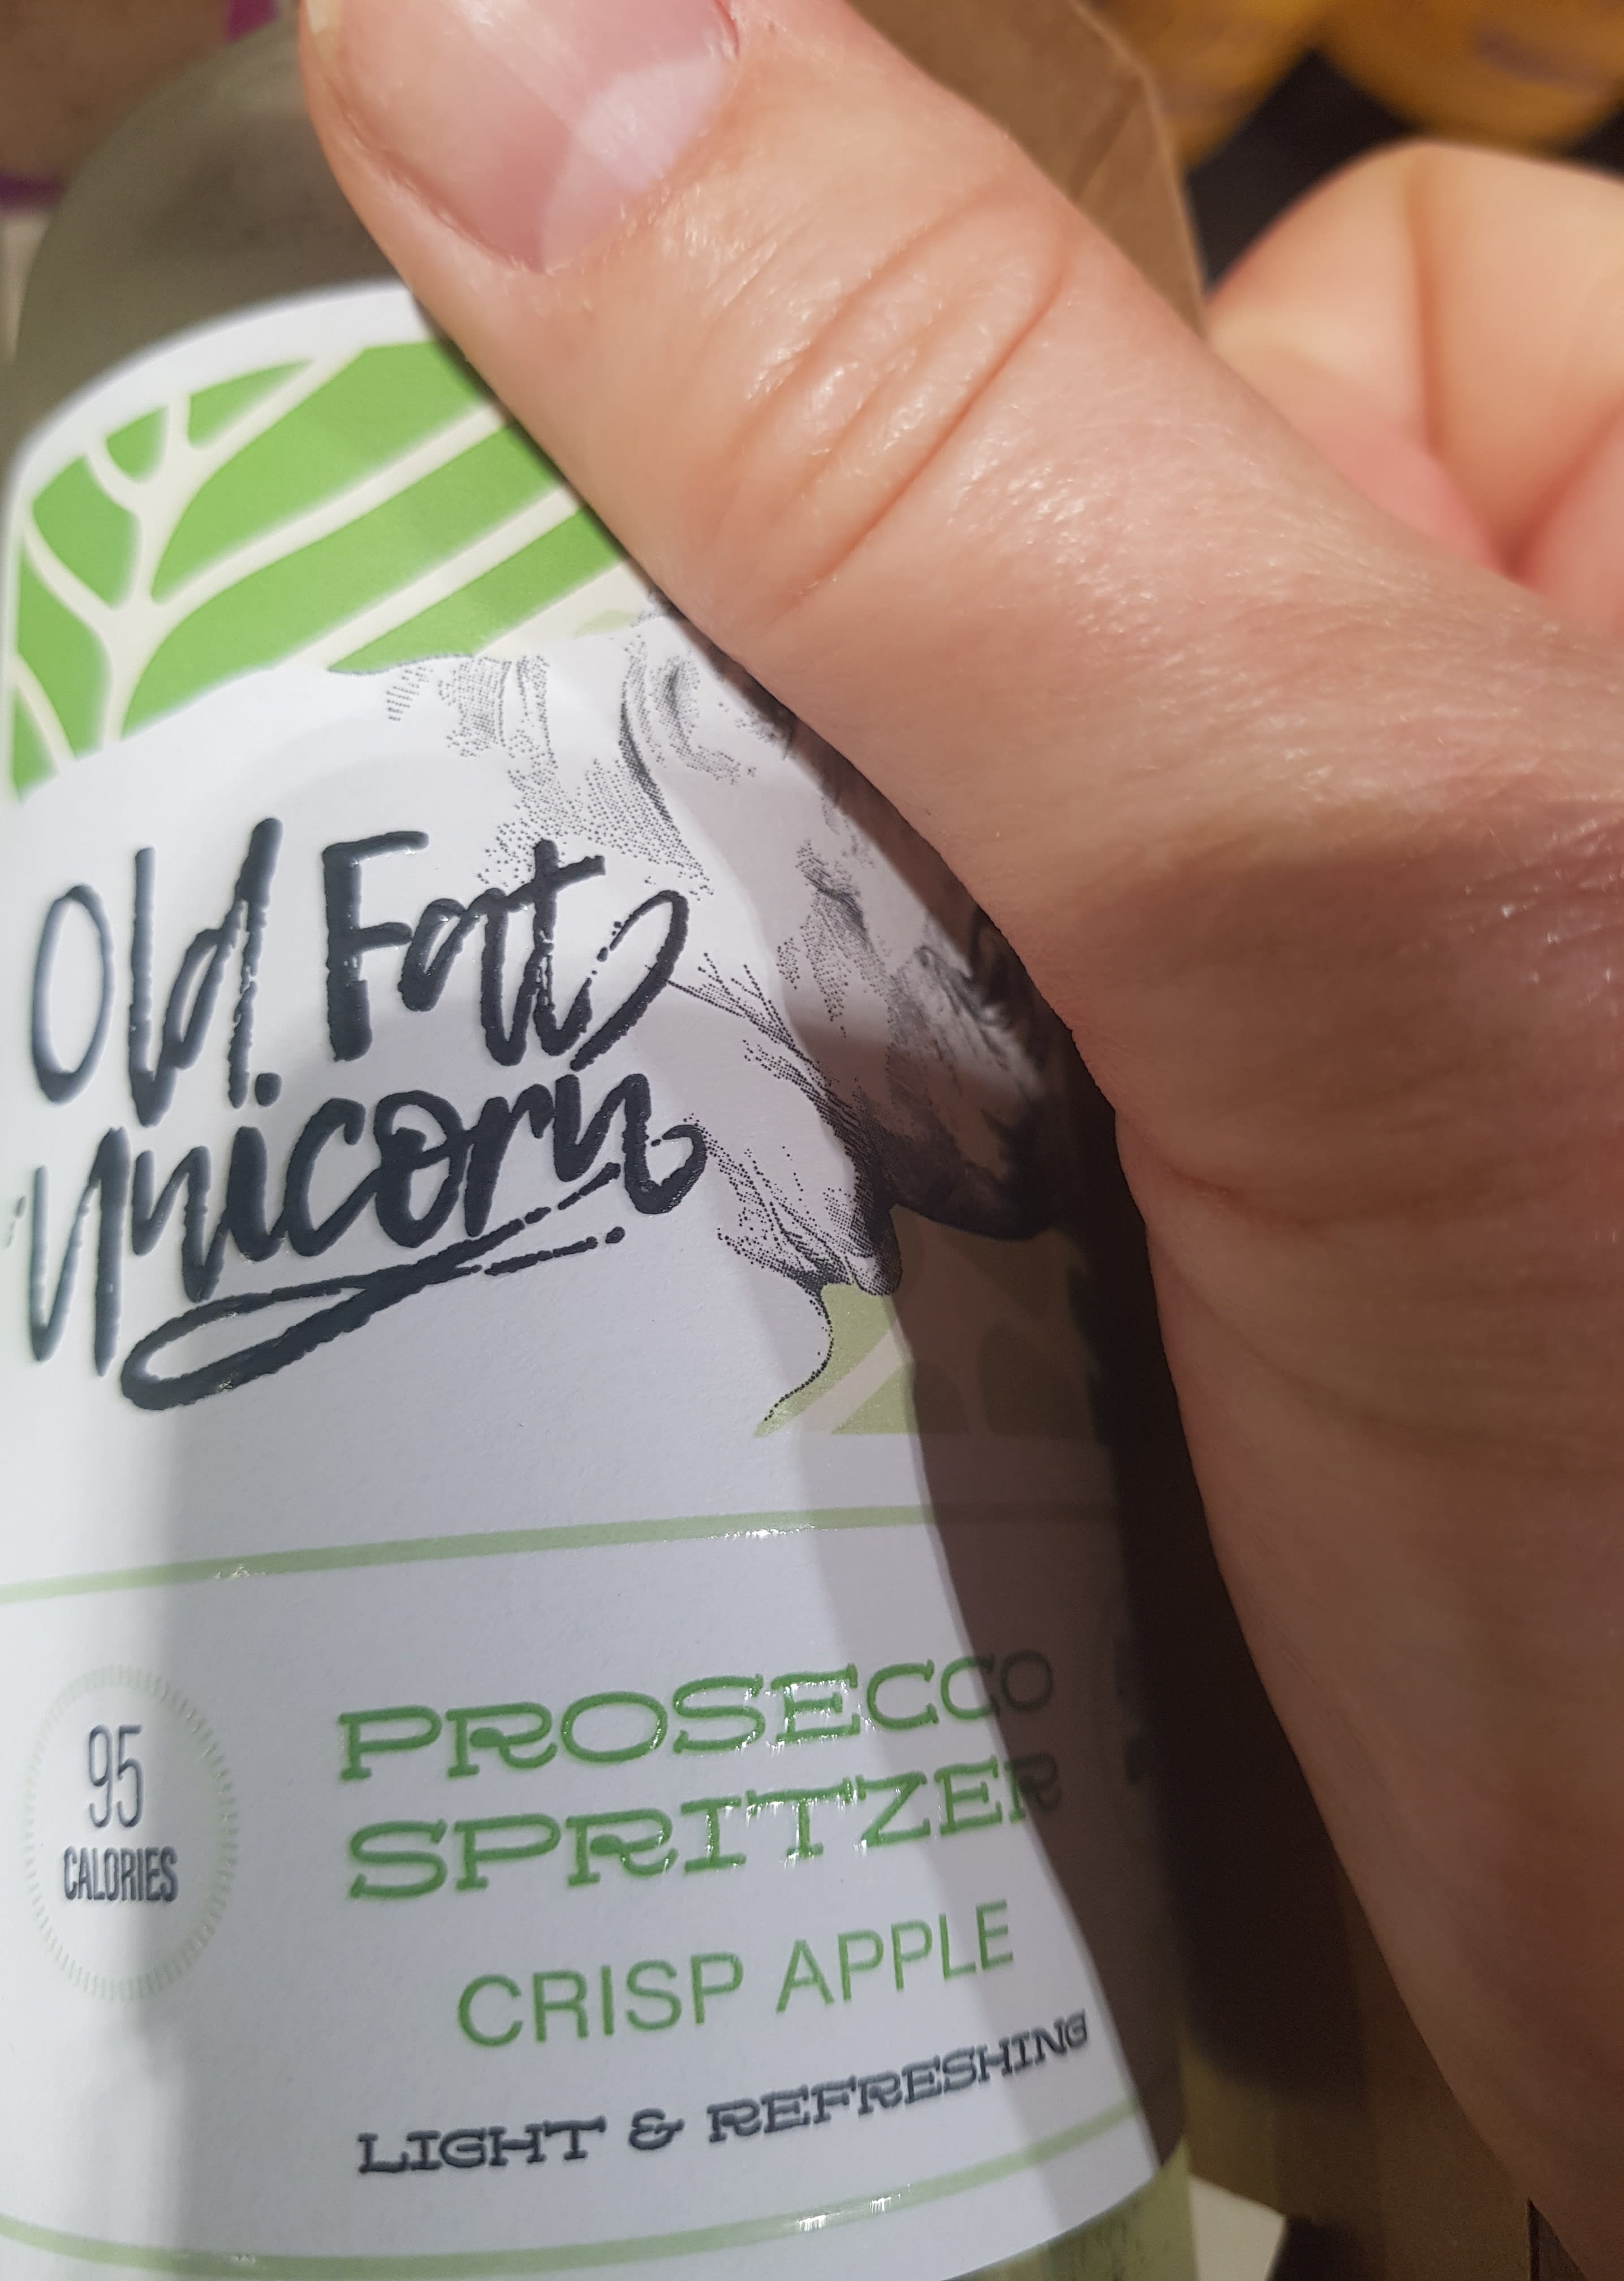 Old Fat
Unicorn
95
CALORIES
PROSECCO
SPRITZER
CRISP APPLE
LIGHT & REFRESHING